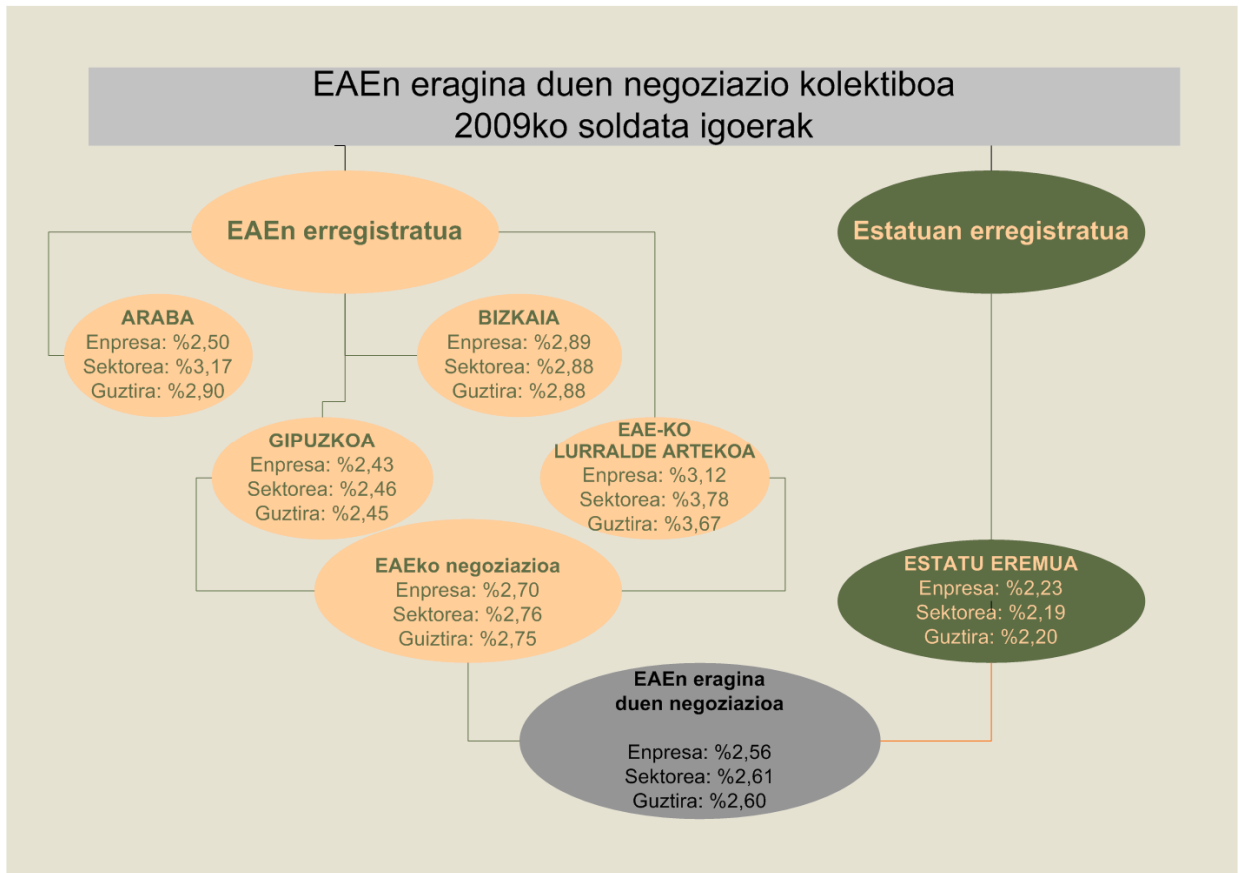 EAEn eragina duen negoziazio kolektiboa
2009ko soldata igoerak
EAEn erregistratua
Estatuan erregistratua
ARABA
Enpresa: %2,50
Sektorea: %3,17
Guztira: %2,90
BIZKAIA
Enpresa: %2,89
Sektorea: %2,88
Guztira: %2,88
GIPUZKOA
Enpresa: %2,43
Sektorea: %2,46
Guztira: %2,45
EAE-KO
LURRALDE ARTEKOA
Enpresa: %3,12
Sektorea: %3,78
Guztira: %3,67
EAEko negoziazioa
Enpresa: %2,70
Sektorea: %2,76
Guiztira: %2,75
ESTATU EREMUA
Enpresa: %2,23
Sektorea: %2,19
Guztira: %2,20
EAEn eragina
duen negoziazioa
Enpresa: %2,56
Sektorea: %2,61
Guztira: %2,60